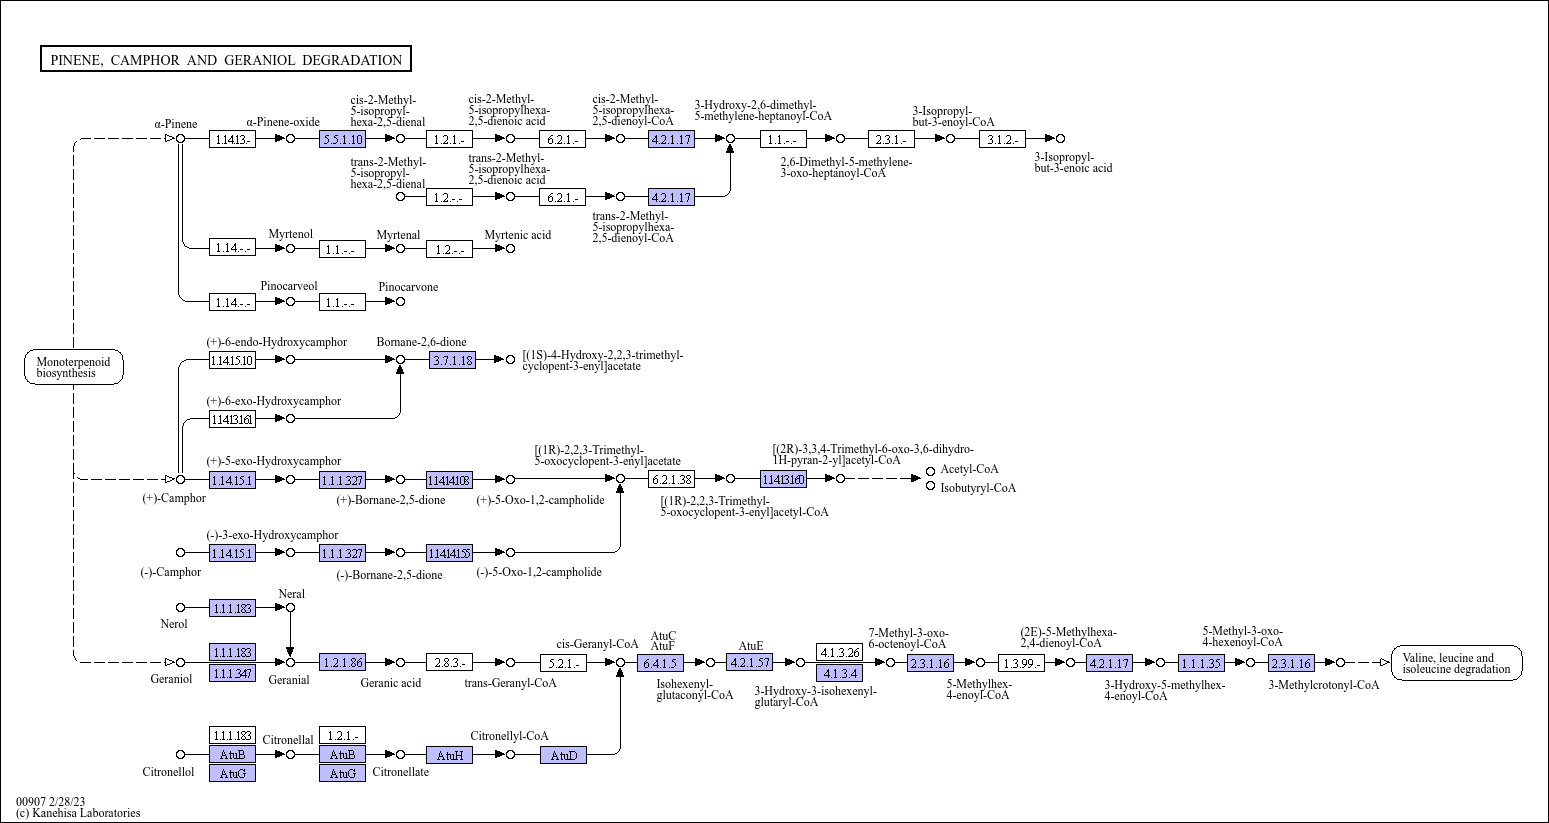 PINENE, CAMPHOR AND GERANIOL DEGRADATION
α-Pinene
1.14.13.-
α-Pinene-oxide
5.5.1.10
cis-2-Methyl-
5-isopropyl-
hexa-2,5-dienal
1.2.1.-
cis-2-Methyl-
5-isopropylhexa-
2,5-dienoic acid
6.2.1.-
cis-2-Methyl-
5-isopropylhexa-
2,5-dienoyl-CoA
4.2.1.17
3-Hydroxy-2,6-dimethyl-
5-methylene-heptanoyl-CoA
1.1.-.-
2,6-Dimethyl-5-methylene-
3-oxo-heptanoyl-CoA
2.3.1.-
3-Isopropyl-
but-3-enoyl-CoA
3.1.2.-
3-Isopropyl-
but-3-enoic acid
trans-2-Methyl-
5-isopropyl-
hexa-2,5-dienal
1.2.-.-
trans-2-Methyl-
5-isopropylhexa-
2,5-dienoic acid
6.2.1.-
trans-2-Methyl-
5-isopropylhexa-
2,5-dienoyl-CoA
4.2.1.17
1.14.-.-
Myrtenol
1.1.-.-
Myrtenal
1.2.-.-
Myrtenic acid
1.14.-.-
Pinocarveol
1.1.-.-
Pinocarvone
Monoterpenoid
biosynthesis
(+)-6-endo-Hydroxycamphor
1.14.15.10
Bornane-2,6-dione
3.7.1.18
[(1S)-4-Hydroxy-2,2,3-trimethyl-
cyclopent-3-enyl]acetate
(+)-6-exo-Hydroxycamphor
1.14.13.161
(+)-Camphor
1.14.15.1
(+)-5-exo-Hydroxycamphor
1.1.1.327
(+)-Bornane-2,5-dione
1.14.14.108
(+)-5-Oxo-1,2-campholide
[(1R)-2,2,3-Trimethyl-
5-oxocyclopent-3-enyl]acetate
6.2.1.38
[(1R)-2,2,3-Trimethyl-
5-oxocyclopent-3-enyl]acetyl-CoA
1.14.13.160
[(2R)-3,3,4-Trimethyl-6-oxo-3,6-dihydro-
1H-pyran-2-yl]acetyl-CoA
Acetyl-CoA
Isobutyryl-CoA
(-)-Camphor
1.14.15.1
(-)-3-exo-Hydroxycamphor
1.1.1.327
(-)-Bornane-2,5-dione
1.14.14.155
(-)-5-Oxo-1,2-campholide
Nerol
1.1.1.183
Neral
Geraniol
1.1.1.183
1.1.1.347
Geranial
1.2.1.86
Geranic acid
2.8.3.-
trans-Geranyl-CoA
5.2.1.-
cis-Geranyl-CoA
AtuC
AtuF
6.4.1.5
Isohexenyl-
glutaconyl-CoA
AtuE
4.2.1.57
3-Hydroxy-3-isohexenyl-
glutaryl-CoA
4.1.3.26
4.1.3.4
7-Methyl-3-oxo-
6-octenoyl-CoA
2.3.1.16
5-Methylhex-
4-enoyl-CoA
1.3.99.-
(2E)-5-Methylhexa-
2,4-dienoyl-CoA
4.2.1.17
3-Hydroxy-5-methylhex-
4-enoyl-CoA
1.1.1.35
5-Methyl-3-oxo-
4-hexenoyl-CoA
2.3.1.16
3-Methylcrotonyl-CoA
Valine, leucine and
isoleucine degradation
Citronellol
1.1.1.183
AtuB
AtuG
Citronellal
1.2.1.-
AtuB
AtuG
Citronellate
AtuH
Citronellyl-CoA
AtuD
00907 2/28/23
(c) Kanehisa Laboratories